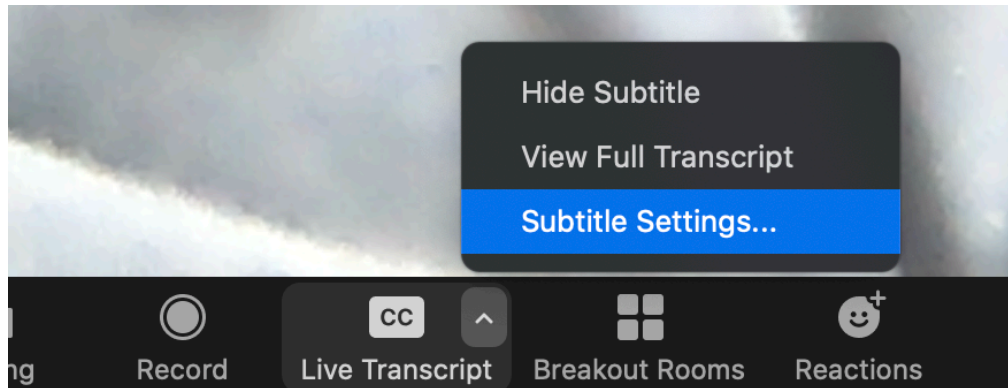 Hide Subtitle
View Full Transcript
Subtitle Settings...
CC
ng
Record
Live Transcript
Breakout Rooms
Reactions